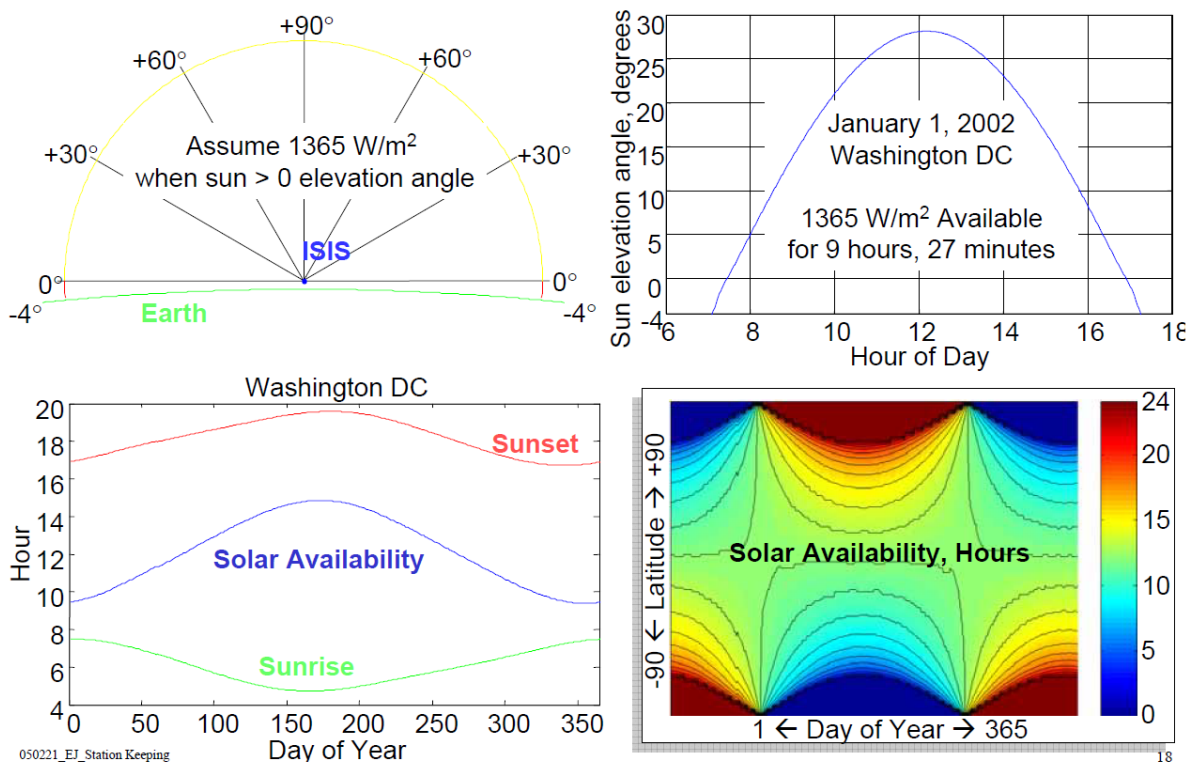 +90°
+60°
+60°
+30°
+30°
Assume 1365 W/m²
when sun > 0 elevation angle
ISIS
0°
0°
-4°
-4°
Earth
Sun elevation angle, degrees
30
25
20
15
10
5
0
-4
January 1, 2002
Washington DC
1365 W/m² Available
for 9 hours, 27 minutes
6 8 10 12 14 16 18
Hour of Day
Washington DC
Hour
20
18
16
14
12
10
8
6
4
Sunset
Solar Availability
Sunrise
0 50 100 150 200 250 300 350
Day of Year
-90 ← Latitude → +90
Solar Availability, Hours
1 ← Day of Year → 365
24
20
15
10
5
0
050221_EJ_Station Keeping
18